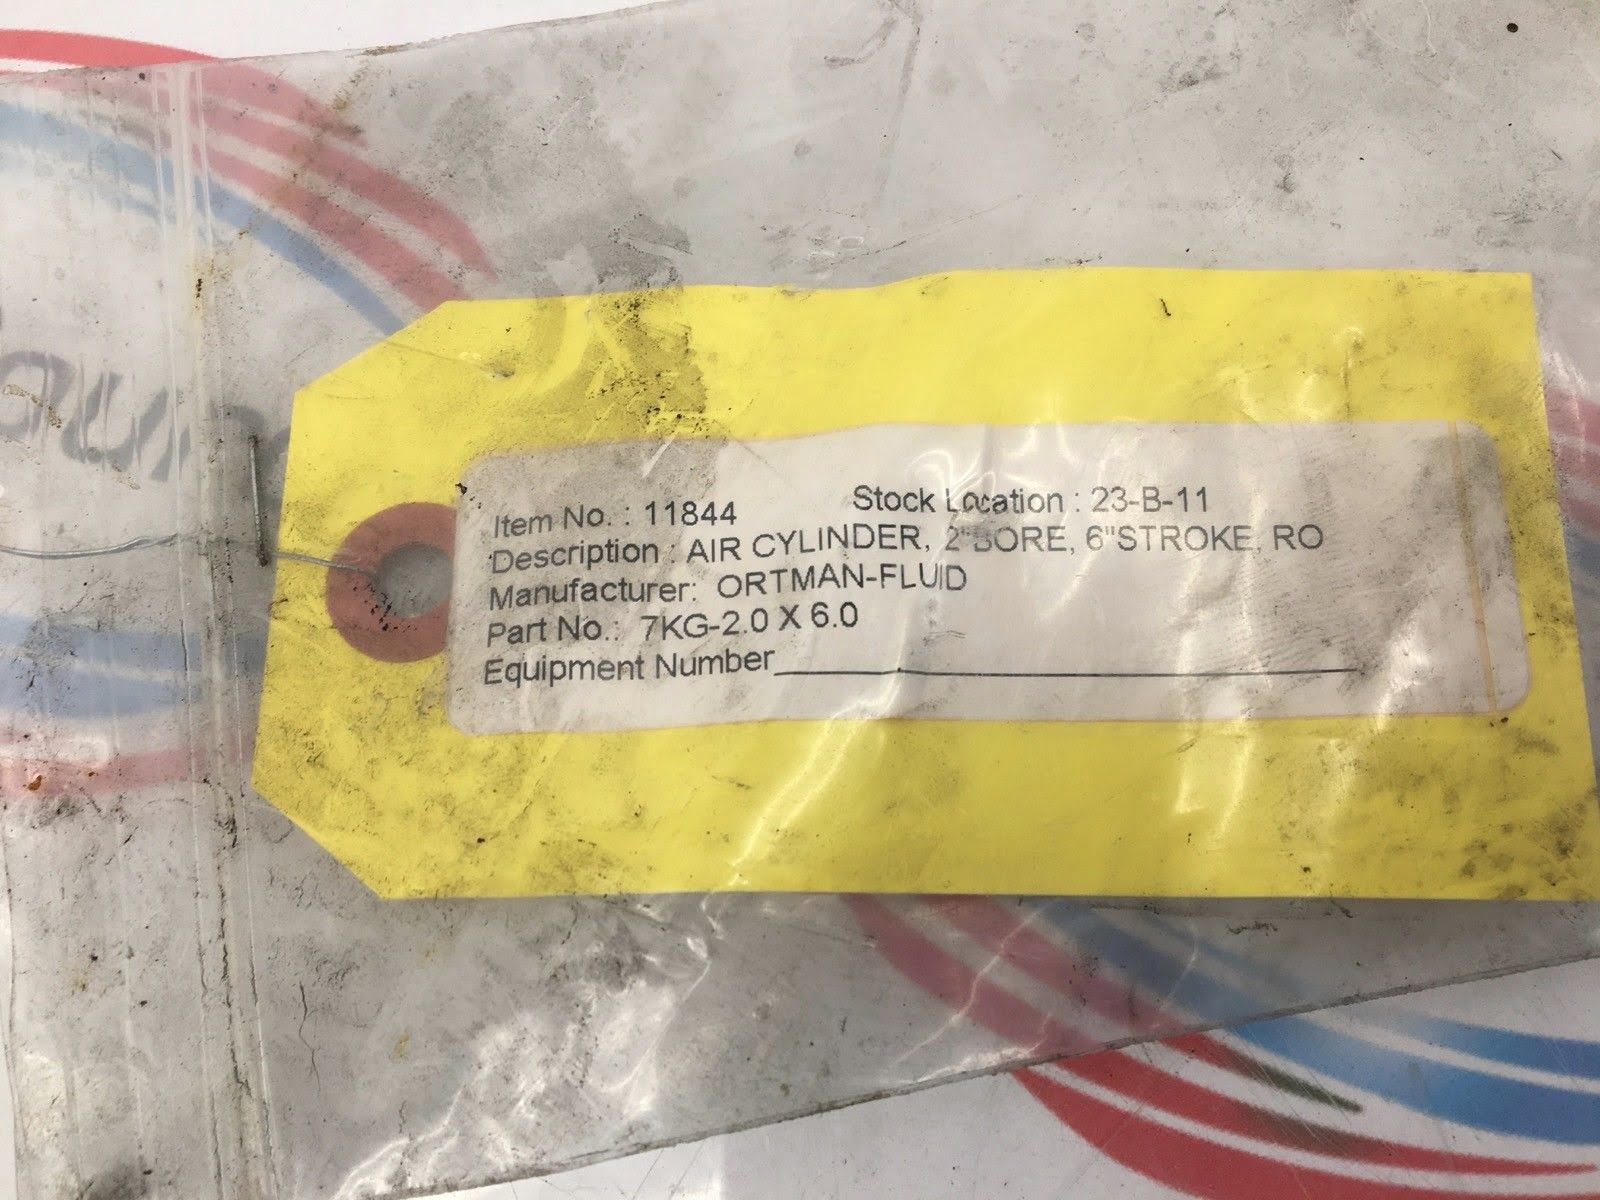 Item No. : 11844 Stock Location : 23-B-11
Description : AIR CYLINDER, 2"BORE, 6"STROKE, RO
Manufacturer: ORTMAN-FLUID
Part No.: 7KG-2.0 X 6.0
Equipment Number